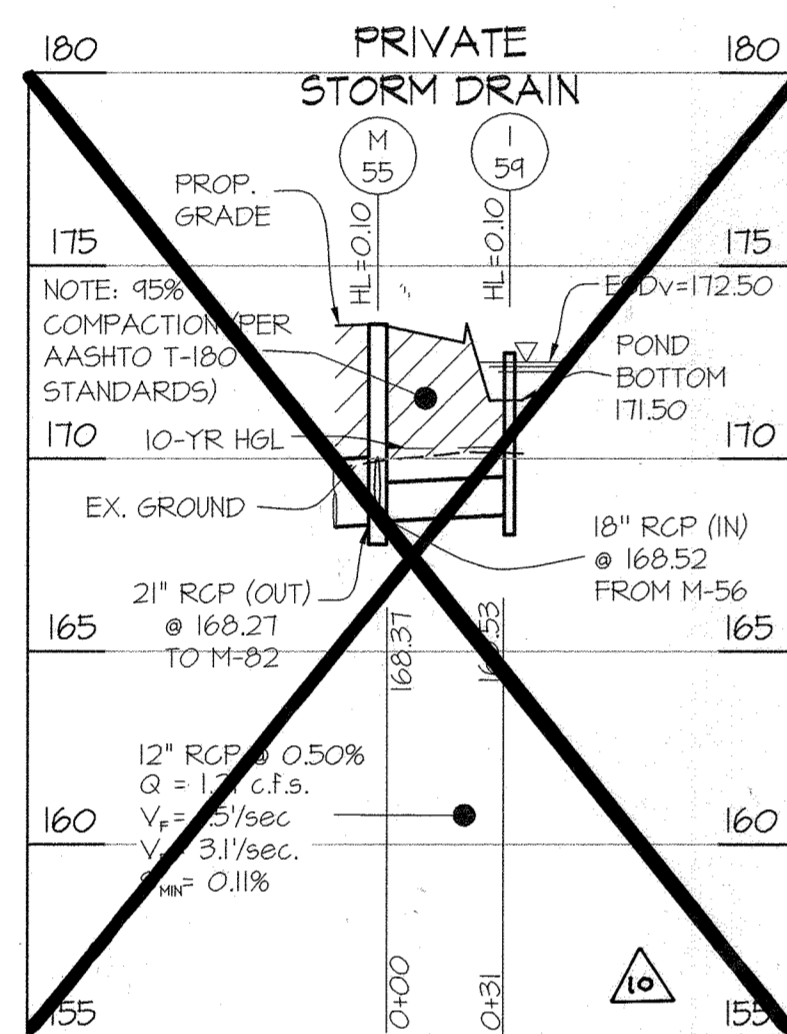 PRIVATE
STORM DRAIN
180
180
M
55
I
59
PROP.
GRADE
HL=0.10
HL=0.10
175
175
NOTE: 95%
COMPACTION (PER
AASHTO T-180
STANDARDS)
ESDv=172.50
POND
BOTTOM
171.50
170
170
10-YR HGL
EX. GROUND
18" RCP (IN)
@ 168.52
FROM M-56
21" RCP (OUT)
@ 168.27
TO M-82
165
165
168.37
12" RCP @ 0.50%
Q = c.f.s.
V_F =
3.1'/sec.
MIN = 0.11%
160
160
0+00
0+31
10
155
155